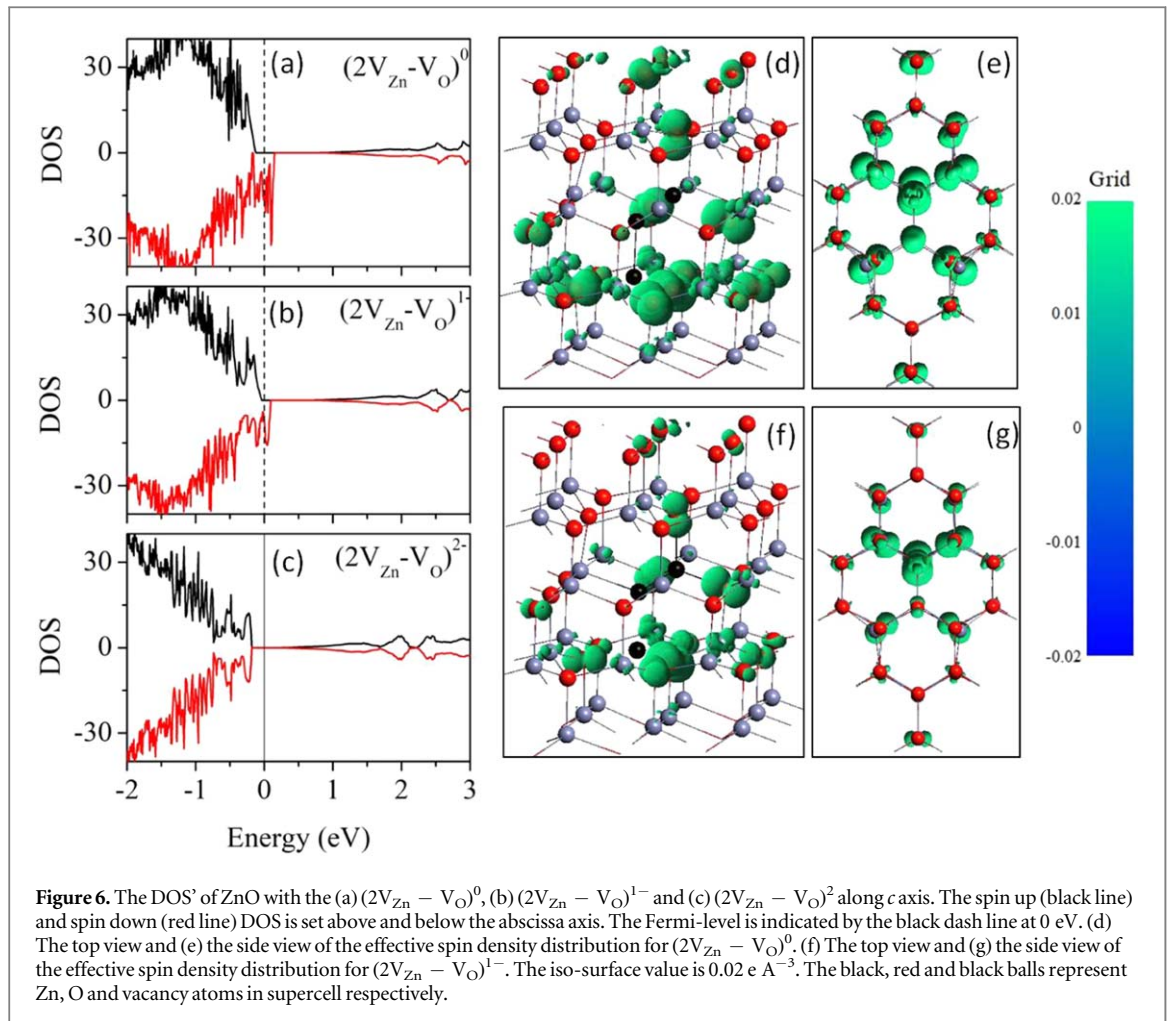 30
(a)
(2V_Zn-V_O)^0
DOS
0
-30
30
(b)
(2V_Zn-V_O)^1-
DOS
0
-30
30
(c)
(2V_Zn-V_O)^2-
DOS
0
-30
-2 -1 0 1 2 3
Energy (eV)
(d)
(e)
(f)
(g)
Grid
0.02
0.01
0
-0.01
-0.02
Figure 6. The DOS' of ZnO with the (a) (2V_Zn − V_O)^0, (b) (2V_Zn − V_O)^1− and (c) (2V_Zn − V_O)^2 along c axis. The spin up (black line)
and spin down (red line) DOS is set above and below the abscissa axis. The Fermi-level is indicated by the black dash line at 0 eV. (d)
The top view and (e) the side view of the effective spin density distribution for (2V_Zn − V_O)^0. (f) The top view and (g) the side view of
the effective spin density distribution for (2V_Zn − V_O)^1−. The iso-surface value is 0.02 e A^−3. The black, red and black balls represent
Zn, O and vacancy atoms in supercell respectively.